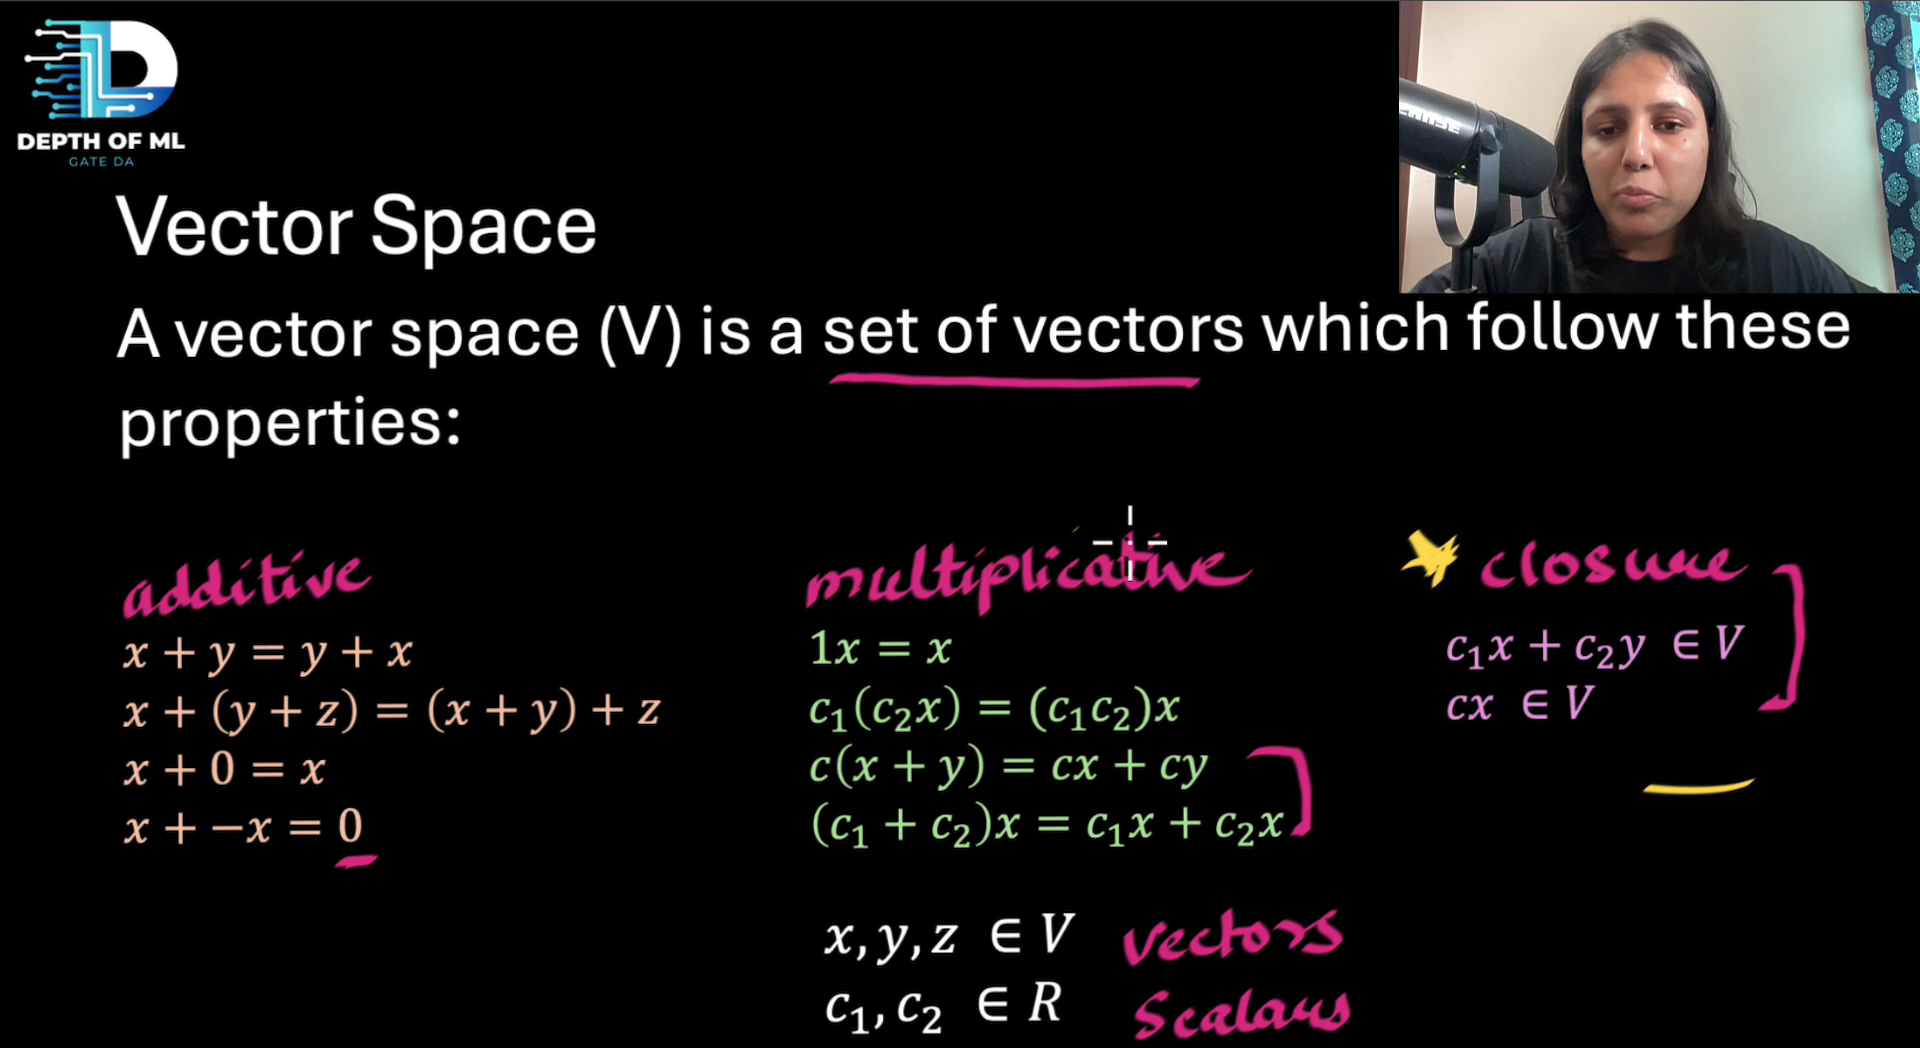 DEPTH OF ML
GATE DA
Vector Space
A vector space (V) is a set of vectors which follow these
properties:
additive
x + y = y + x
x + (y + z) = (x + y) + z
x + 0 = x
x + −x = 0
multiplicative
1x = x
c₁(c₂x) = (c₁c₂)x
c(x + y) = cx + cy
(c₁ + c₂)x = c₁x + c₂x
closure
c₁x + c₂y ∈ V
cx ∈ V
x, y, z ∈ V vectors
c₁, c₂ ∈ R Scalars